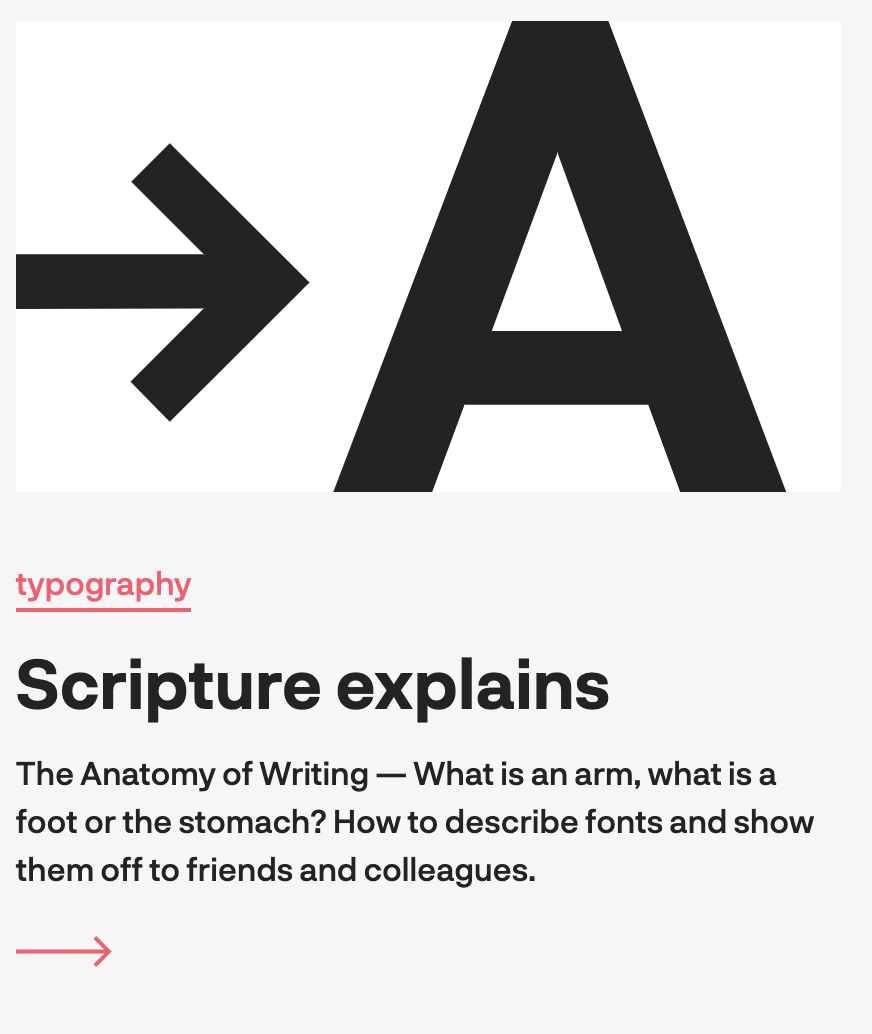 →A
typography
Scripture explains
The Anatomy of Writing — What is an arm, what is a
foot or the stomach? How to describe fonts and show
them off to friends and colleagues.
→